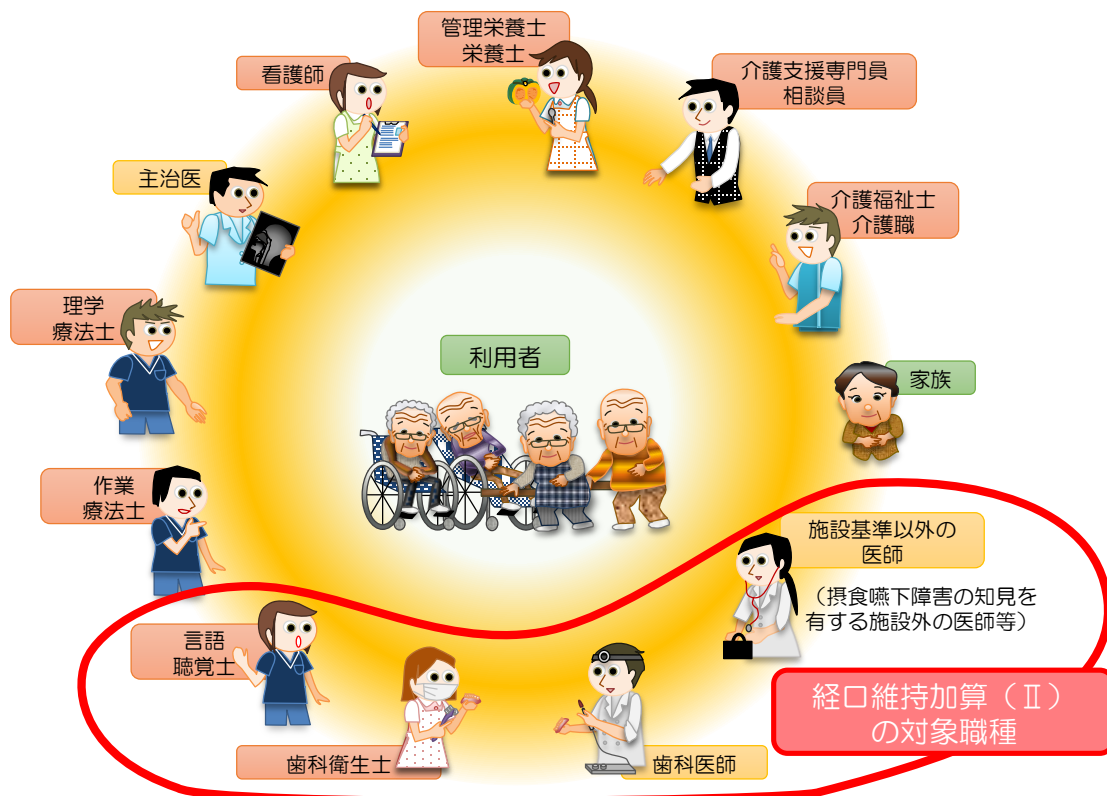 管理栄養士
栄養士
看護師
介護支援専門員
相談員
主治医
介護福祉士
介護職
理学
療法士
利用者
家族
作業
療法士
施設基準以外の
医師
（摂食嚥下障害の知見を
有する施設外の医師等）
言語
聴覚士
経口維持加算（Ⅱ）
の対象職種
歯科衛生士
歯科医師